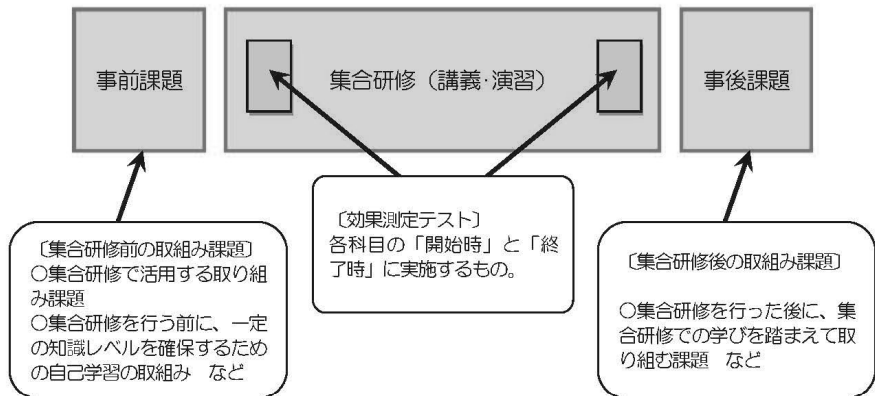 事前課題
集合研修（講義・演習）
事後課題
〔集合研修前の取組み課題〕
○集合研修で活用する取り組
み課題
○集合研修を行う前に、一定
の知識レベルを確保するため
の自己学習の取組み　など
〔効果測定テスト〕
各科目の「開始時」と「終
了時」に実施するもの。
〔集合研修後の取組み課題〕
○集合研修を行った後に、集
合研修での学びを踏まえて取
り組む課題　など